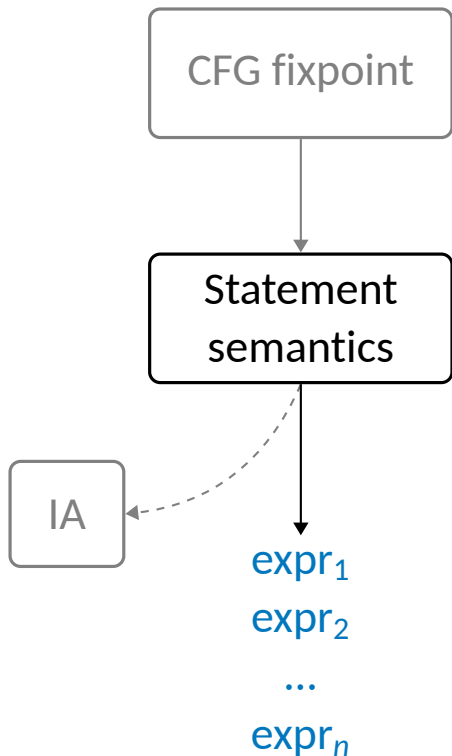 CFG fixpoint
Statement
semantics
IA
expr₁
expr₂
...
exprₙ